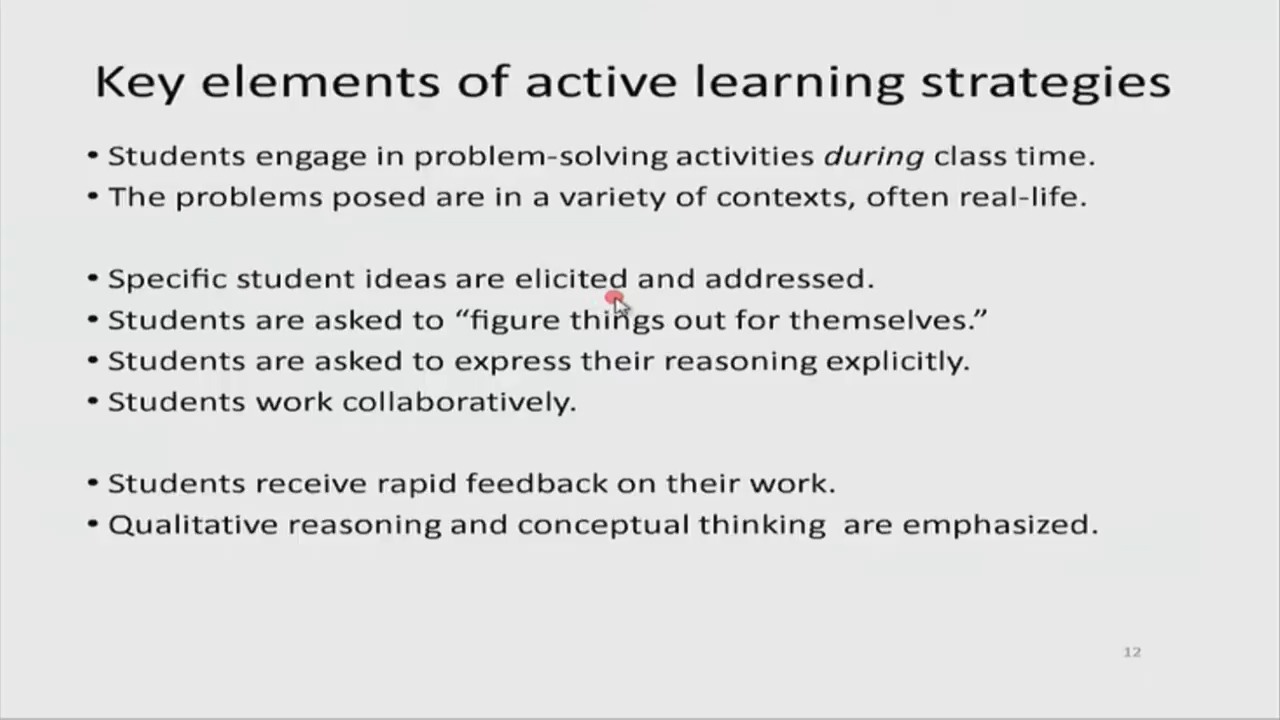 Key elements of active learning strategies
• Students engage in problem-solving activities during class time.
• The problems posed are in a variety of contexts, often real-life.
• Specific student ideas are elicited and addressed.
• Students are asked to “figure things out for themselves.”
• Students are asked to express their reasoning explicitly.
• Students work collaboratively.
• Students receive rapid feedback on their work.
• Qualitative reasoning and conceptual thinking  are emphasized.
12